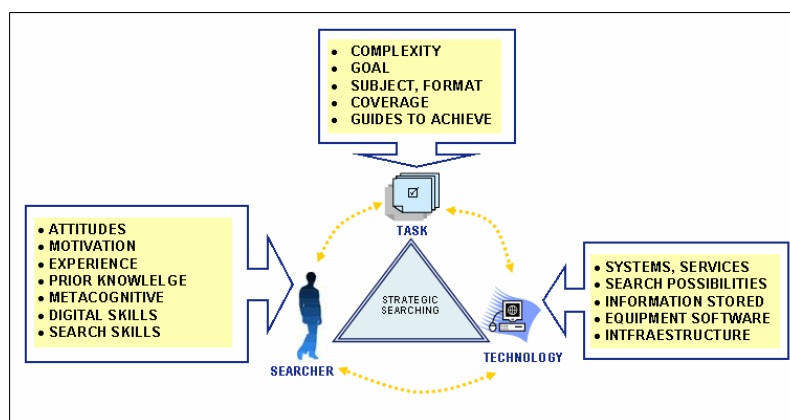 • COMPLEXITY
• GOAL
• SUBJECT, FORMAT
• COVERAGE
• GUIDES TO ACHIEVE
TASK
• ATTITUDES
• MOTIVATION
• EXPERIENCE
• PRIOR KNOWLELGE
• METACOGNITIVE
• DIGITAL SKILLS
• SEARCH SKILLS
SEARCHER
STRATEGIC
SEARCHING
TECHNOLOGY
• SYSTEMS, SERVICES
• SEARCH POSSIBILITIES
• INFORMATION STORED
• EQUIPMENT SOFTWARE
• INTFRAESTRUCTURE